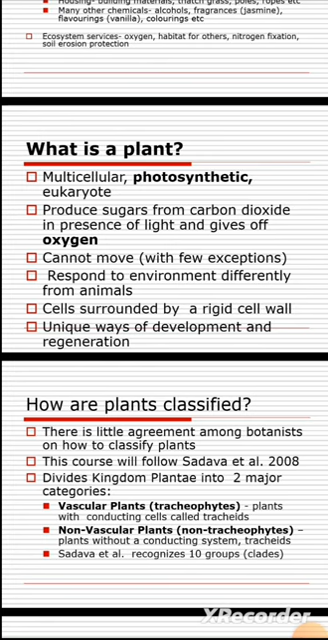 Housing- building materials, thatch grass, poles, ropes etc
Many other chemicals- alcohols, fragrances (jasmine),
flavourings (vanilla), colourings etc
Ecosystem services- oxygen, habitat for others, nitrogen fixation,
soil erosion protection
What is a plant?
Multicellular, photosynthetic,
eukaryote
Produce sugars from carbon dioxide
in presence of light and gives off
oxygen
Cannot move (with few exceptions)
Respond to environment differently
from animals
Cells surrounded by a rigid cell wall
Unique ways of development and
regeneration
How are plants classified?
There is little agreement among botanists
on how to classify plants
This course will follow Sadava et al. 2008
Divides Kingdom Plantae into 2 major
categories:
Vascular Plants (tracheophytes) - plants
with conducting cells called tracheids
Non-Vascular Plants (non-tracheophytes) –
plants without a conducting system, tracheids
Sadava et al. recognizes 10 groups (clades)
XRecorder